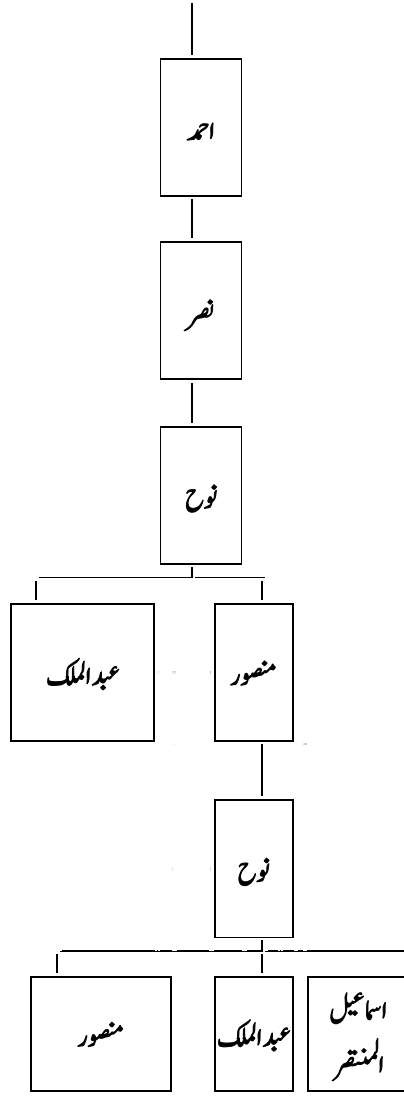 احمد
نصر
نوح
منصور
عبدالملک
نوح
اسماعیل
المنتصر
عبدالملک
منصور